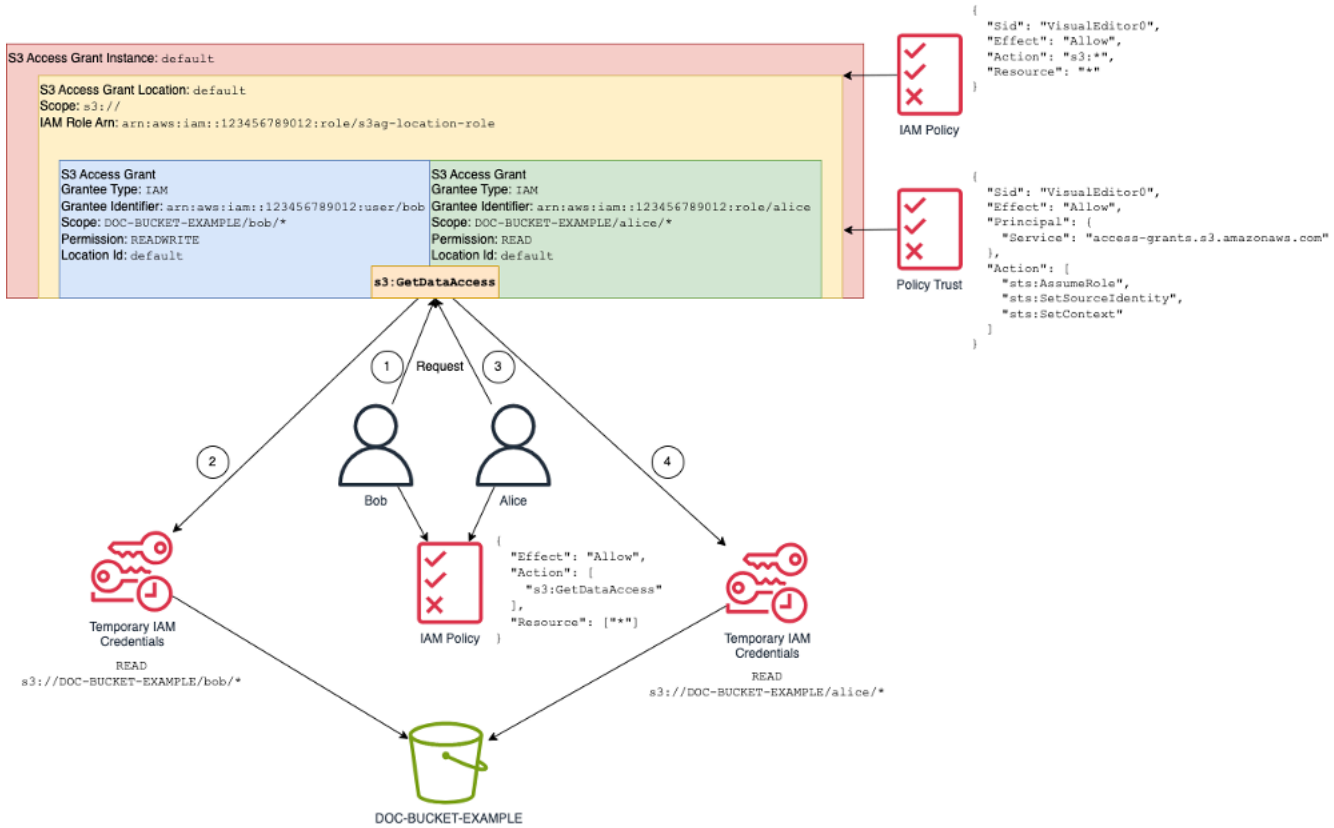 {
"Sid": "VisualEditor0",
"Effect": "Allow",
"Action": "s3:*",
"Resource": "*"
}
IAM Policy
S3 Access Grant Instance: default
S3 Access Grant Location: default
Scope: s3://
IAM Role Arn: arn:aws:iam::123456789012:role/s3ag-location-role
S3 Access Grant
Grantee Type: IAM
Grantee Identifier: arn:aws:iam::123456789012:user/bob
Scope: DOC-BUCKET-EXAMPLE/bob/*
Permission: READWRITE
Location Id: default
S3 Access Grant
Grantee Type: IAM
Grantee Identifier: arn:aws:iam::123456789012:role/alice
Scope: DOC-BUCKET-EXAMPLE/alice/*
Permission: READ
Location Id: default
s3:GetDataAccess
{
"Sid": "VisualEditor0",
"Effect": "Allow",
"Principal": {
"Service": "access-grants.s3.amazonaws.com"
},
"Action": [
"sts:AssumeRole",
"sts:SetSourceIdentity",
"sts:SetContext"
]
}
Policy Trust
1
Request
3
2
4
Bob
Alice
{
"Effect": "Allow",
"Action": [
"s3:GetDataAccess"
],
"Resource": ["*"]
}
IAM Policy
Temporary IAM
Credentials
READ
s3://DOC-BUCKET-EXAMPLE/bob/*
Temporary IAM
Credentials
READ
s3://DOC-BUCKET-EXAMPLE/alice/*
DOC-BUCKET-EXAMPLE